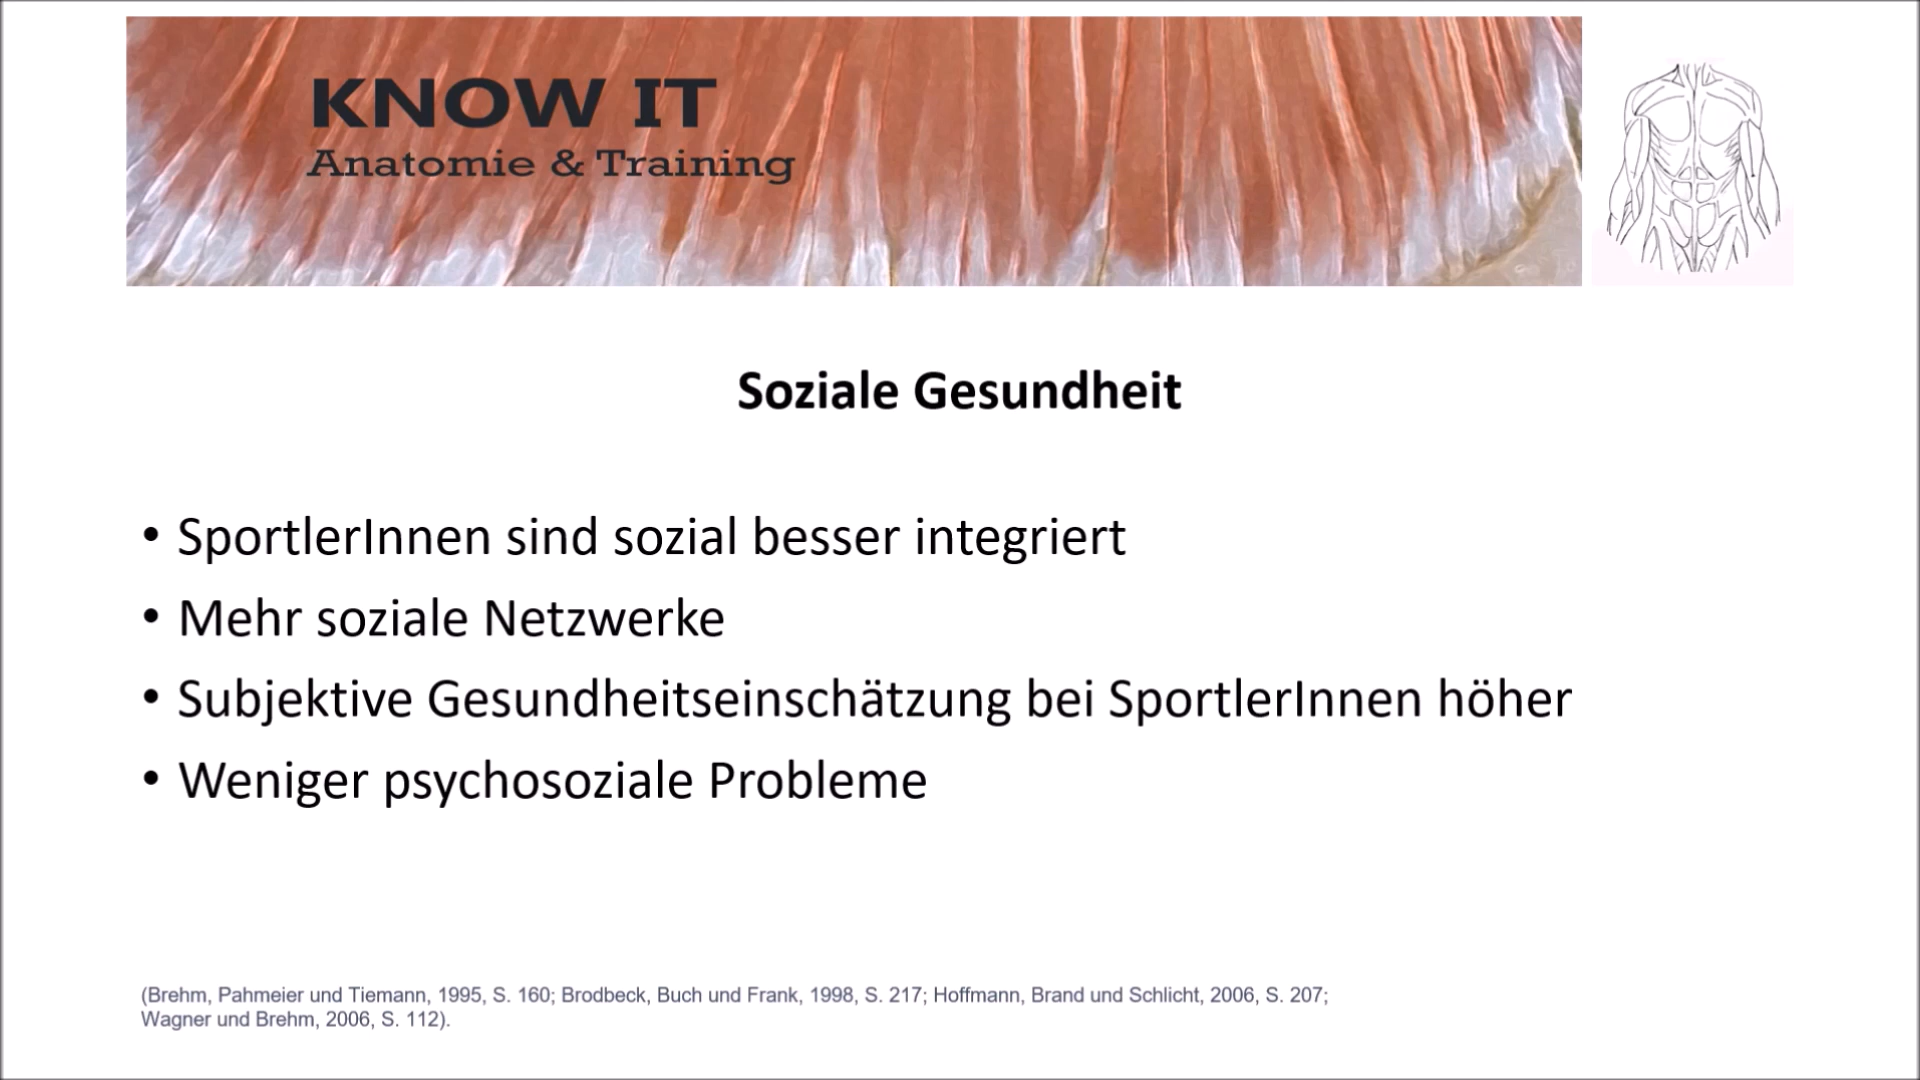 KNOW IT
Anatomie & Training
Soziale Gesundheit
• SportlerInnen sind sozial besser integriert
• Mehr soziale Netzwerke
• Subjektive Gesundheitseinschätzung bei SportlerInnen höher
• Weniger psychosoziale Probleme
(Brehm, Pahmeier und Tiemann, 1995, S. 160; Brodbeck, Buch und Frank, 1998, S. 217; Hoffmann, Brand und Schlicht, 2006, S. 207;
Wagner und Brehm, 2006, S. 112).